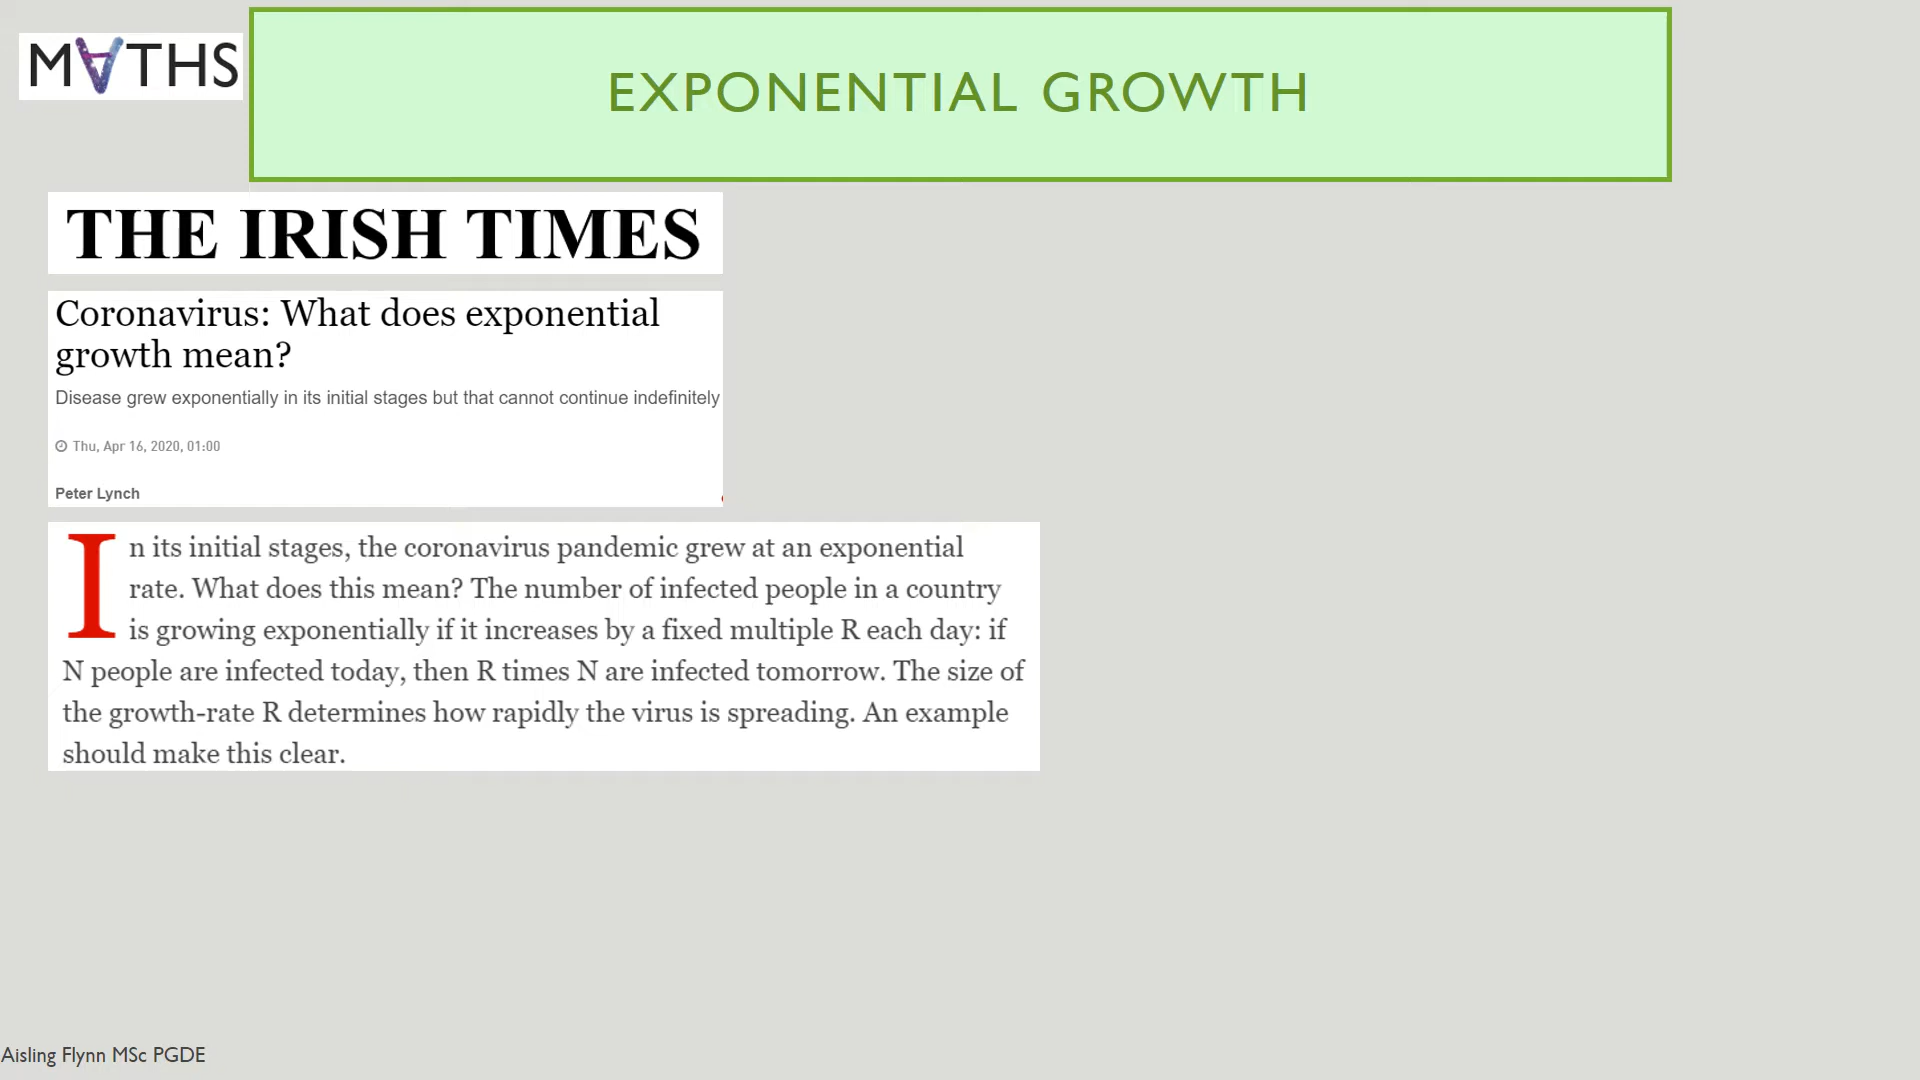 M∀THS
EXPONENTIAL GROWTH
THE IRISH TIMES
Coronavirus: What does exponential
growth mean?
Disease grew exponentially in its initial stages but that cannot continue indefinitely
Thu, Apr 16, 2020, 01:00
Peter Lynch
In its initial stages, the coronavirus pandemic grew at an exponential
rate. What does this mean? The number of infected people in a country
is growing exponentially if it increases by a fixed multiple R each day: if
N people are infected today, then R times N are infected tomorrow. The size of
the growth-rate R determines how rapidly the virus is spreading. An example
should make this clear.
Aisling Flynn MSc PGDE